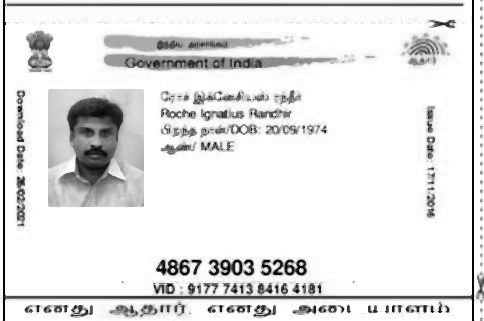 இந்திய அரசாங்கம்
Government of India
ஆதார்
Download Date: 26/02/2021
ரோச் இக்னேசியஸ் ரந்தீர்
Roche Ignatius Randhir
பிறந்த நாள்/DOB: 20/09/1974
ஆண்/ MALE
Issue Date: 17/11/2016
4867 3903 5268
VID : 9177 7413 8416 4181
எனது ஆதார், எனது அடையாளம்